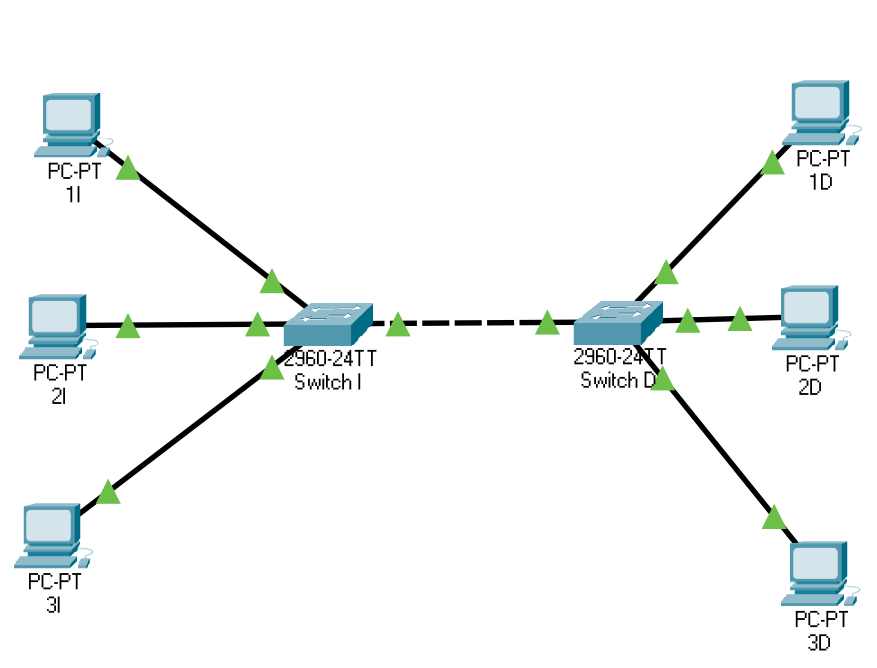 PC-PT
1I
PC-PT
1D
PC-PT
2I
2960-24TT
Switch I
2960-24TT
Switch D
PC-PT
2D
PC-PT
3I
PC-PT
3D